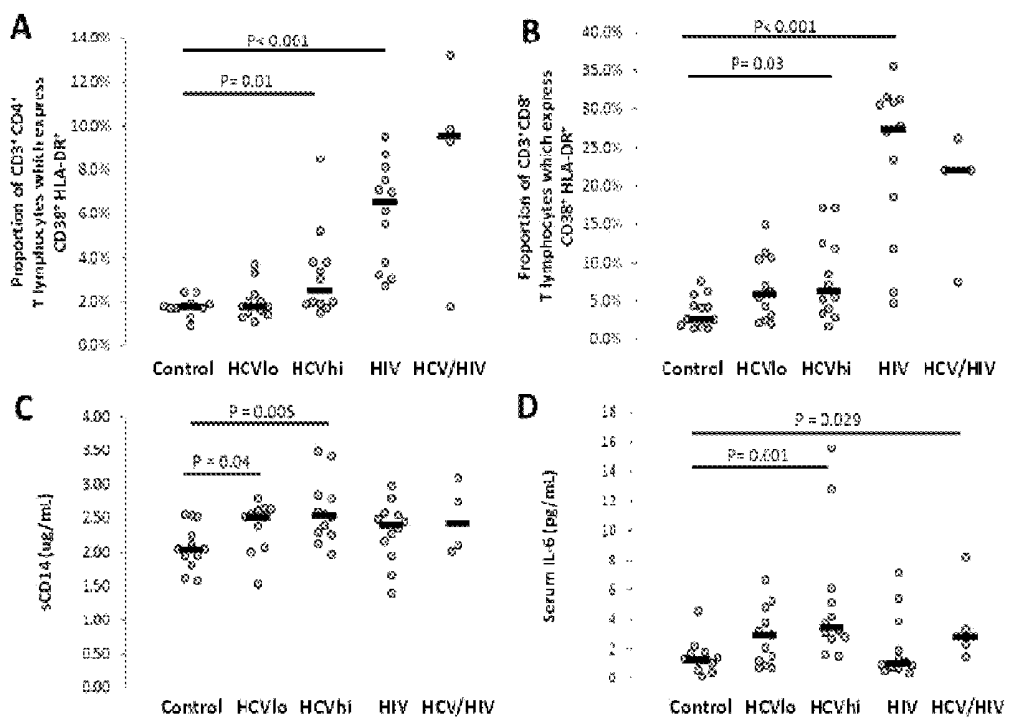 A
Proportion of CD3⁺ CD4⁺
T lymphocytes which express
CD38⁺ HLA-DR⁺
14.0%
12.0%
10.0%
8.0%
6.0%
4.0%
2.0%
0.0%
P< 0.001
P= 0.01
Control HCVlo HCVhi HIV HCV/HIV
B
Proportion of CD3⁺ CD8⁺
T lymphocytes which express
CD38⁺ HLA-DR⁺
40.0%
35.0%
30.0%
25.0%
20.0%
15.0%
10.0%
5.0%
0.0%
P< 0.001
P= 0.03
Control HCVlo HCVhi HIV HCV/HIV
C
sCD14 (ug/mL)
4.00
3.50
3.00
2.50
2.00
1.50
1.00
0.50
0.00
P = 0.005
P = 0.04
Control HCVlo HCVhi HIV HCV/HIV
D
Serum IL-6 (pg/mL)
18
16
14
12
10
8
6
4
2
0
P = 0.029
P= 0.001
Control HCVlo HCVhi HIV HCV/HIV